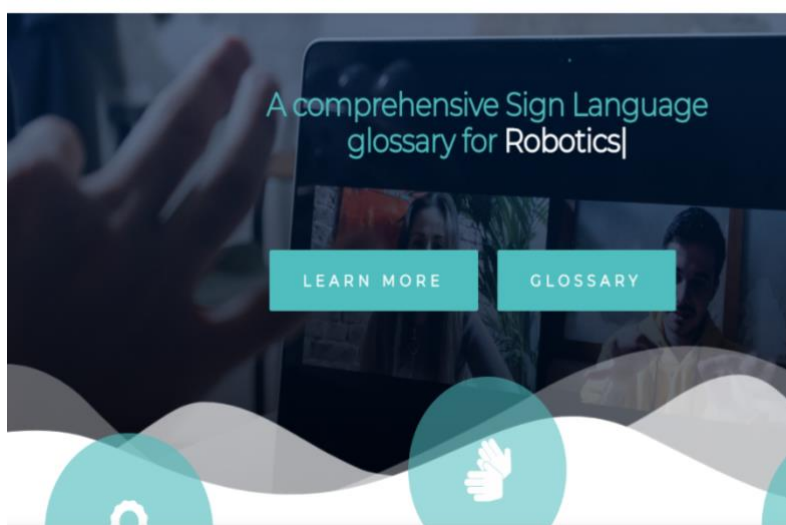 A comprehensive Sign Language
glossary for Robotics|
LEARN MORE
GLOSSARY